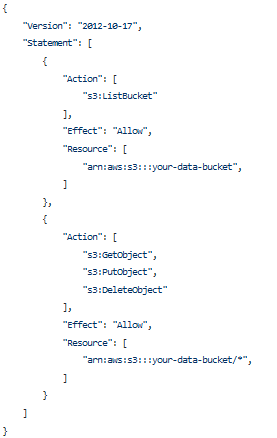 {
    "Version": "2012-10-17",
    "Statement": [
        {
            "Action": [
                "s3:ListBucket"
            ],
            "Effect": "Allow",
            "Resource": [
                "arn:aws:s3:::your-data-bucket",
            ]
        },
        {
            "Action": [
                "s3:GetObject",
                "s3:PutObject",
                "s3:DeleteObject"
            ],
            "Effect": "Allow",
            "Resource": [
                "arn:aws:s3:::your-data-bucket/*",
            ]
        }
    ]
}